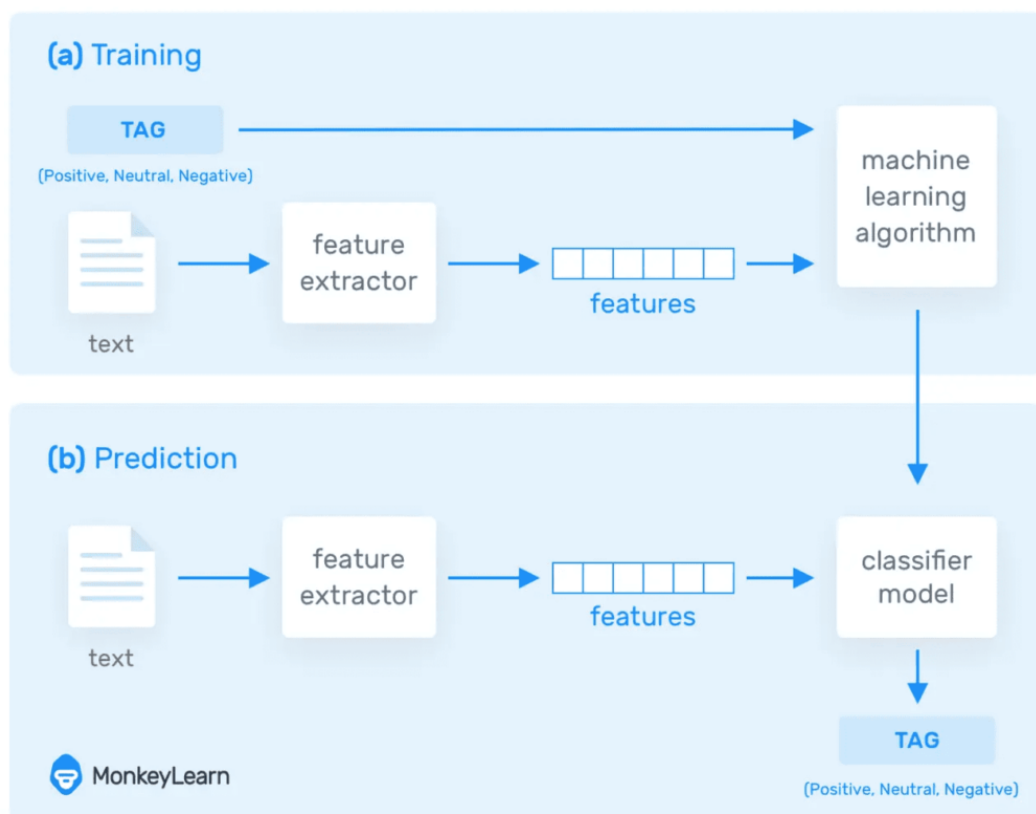 (a) Training
TAG
(Positive, Neutral, Negative)
machine
learning
algorithm
feature
extractor
features
text
(b) Prediction
feature
extractor
features
classifier
model
text
TAG
(Positive, Neutral, Negative)
MonkeyLearn